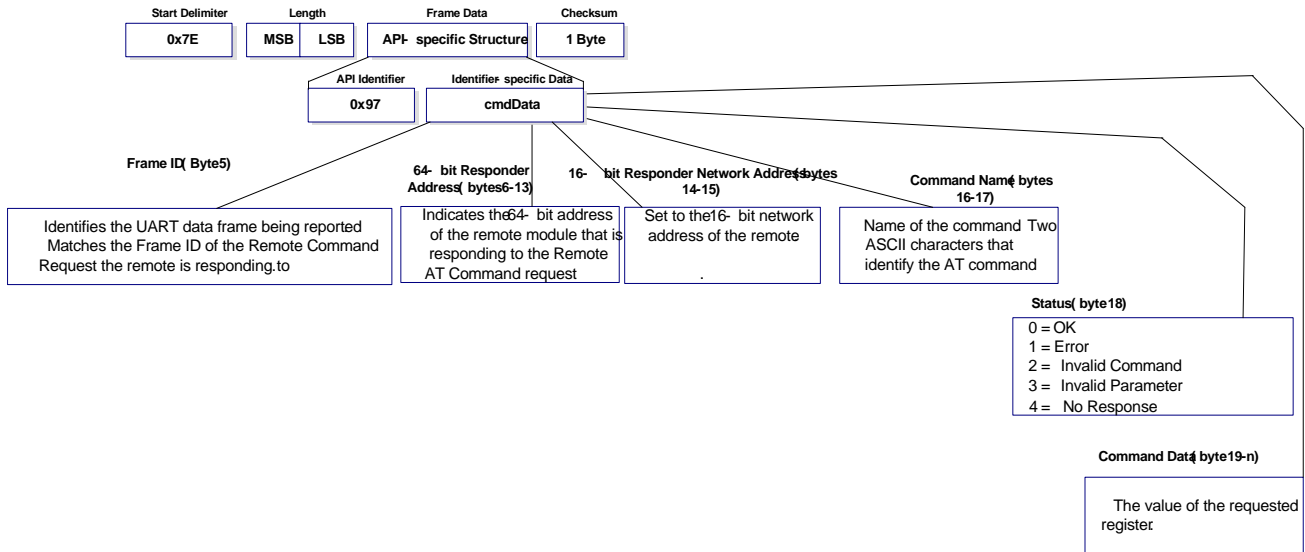 Start Delimiter
Length
Frame Data
Checksum
0x7E
MSB
LSB
API- specific Structure
1 Byte
API Identifier
Identifier- specific Data
0x97
cmdData
Frame ID( Byte5)
Identifies the UART data frame being reported
Matches the Frame ID of the Remote Command
Request the remote is responding.to
64- bit Responder
Address( bytes6-13)
Indicates the64- bit address
of the remote module that is
responding to the Remote
AT Command request
16- bit Responder Network Address(bytes
14-15)
Set to the16- bit network
address of the remote
.
Command Name( bytes
16-17)
Name of the command Two
ASCII characters that
identify the AT command
Status( byte18)
0 = OK
1 = Error
2 = Invalid Command
3 = Invalid Parameter
4 = No Response
Command Data( byte19-n)
The value of the requested
register.